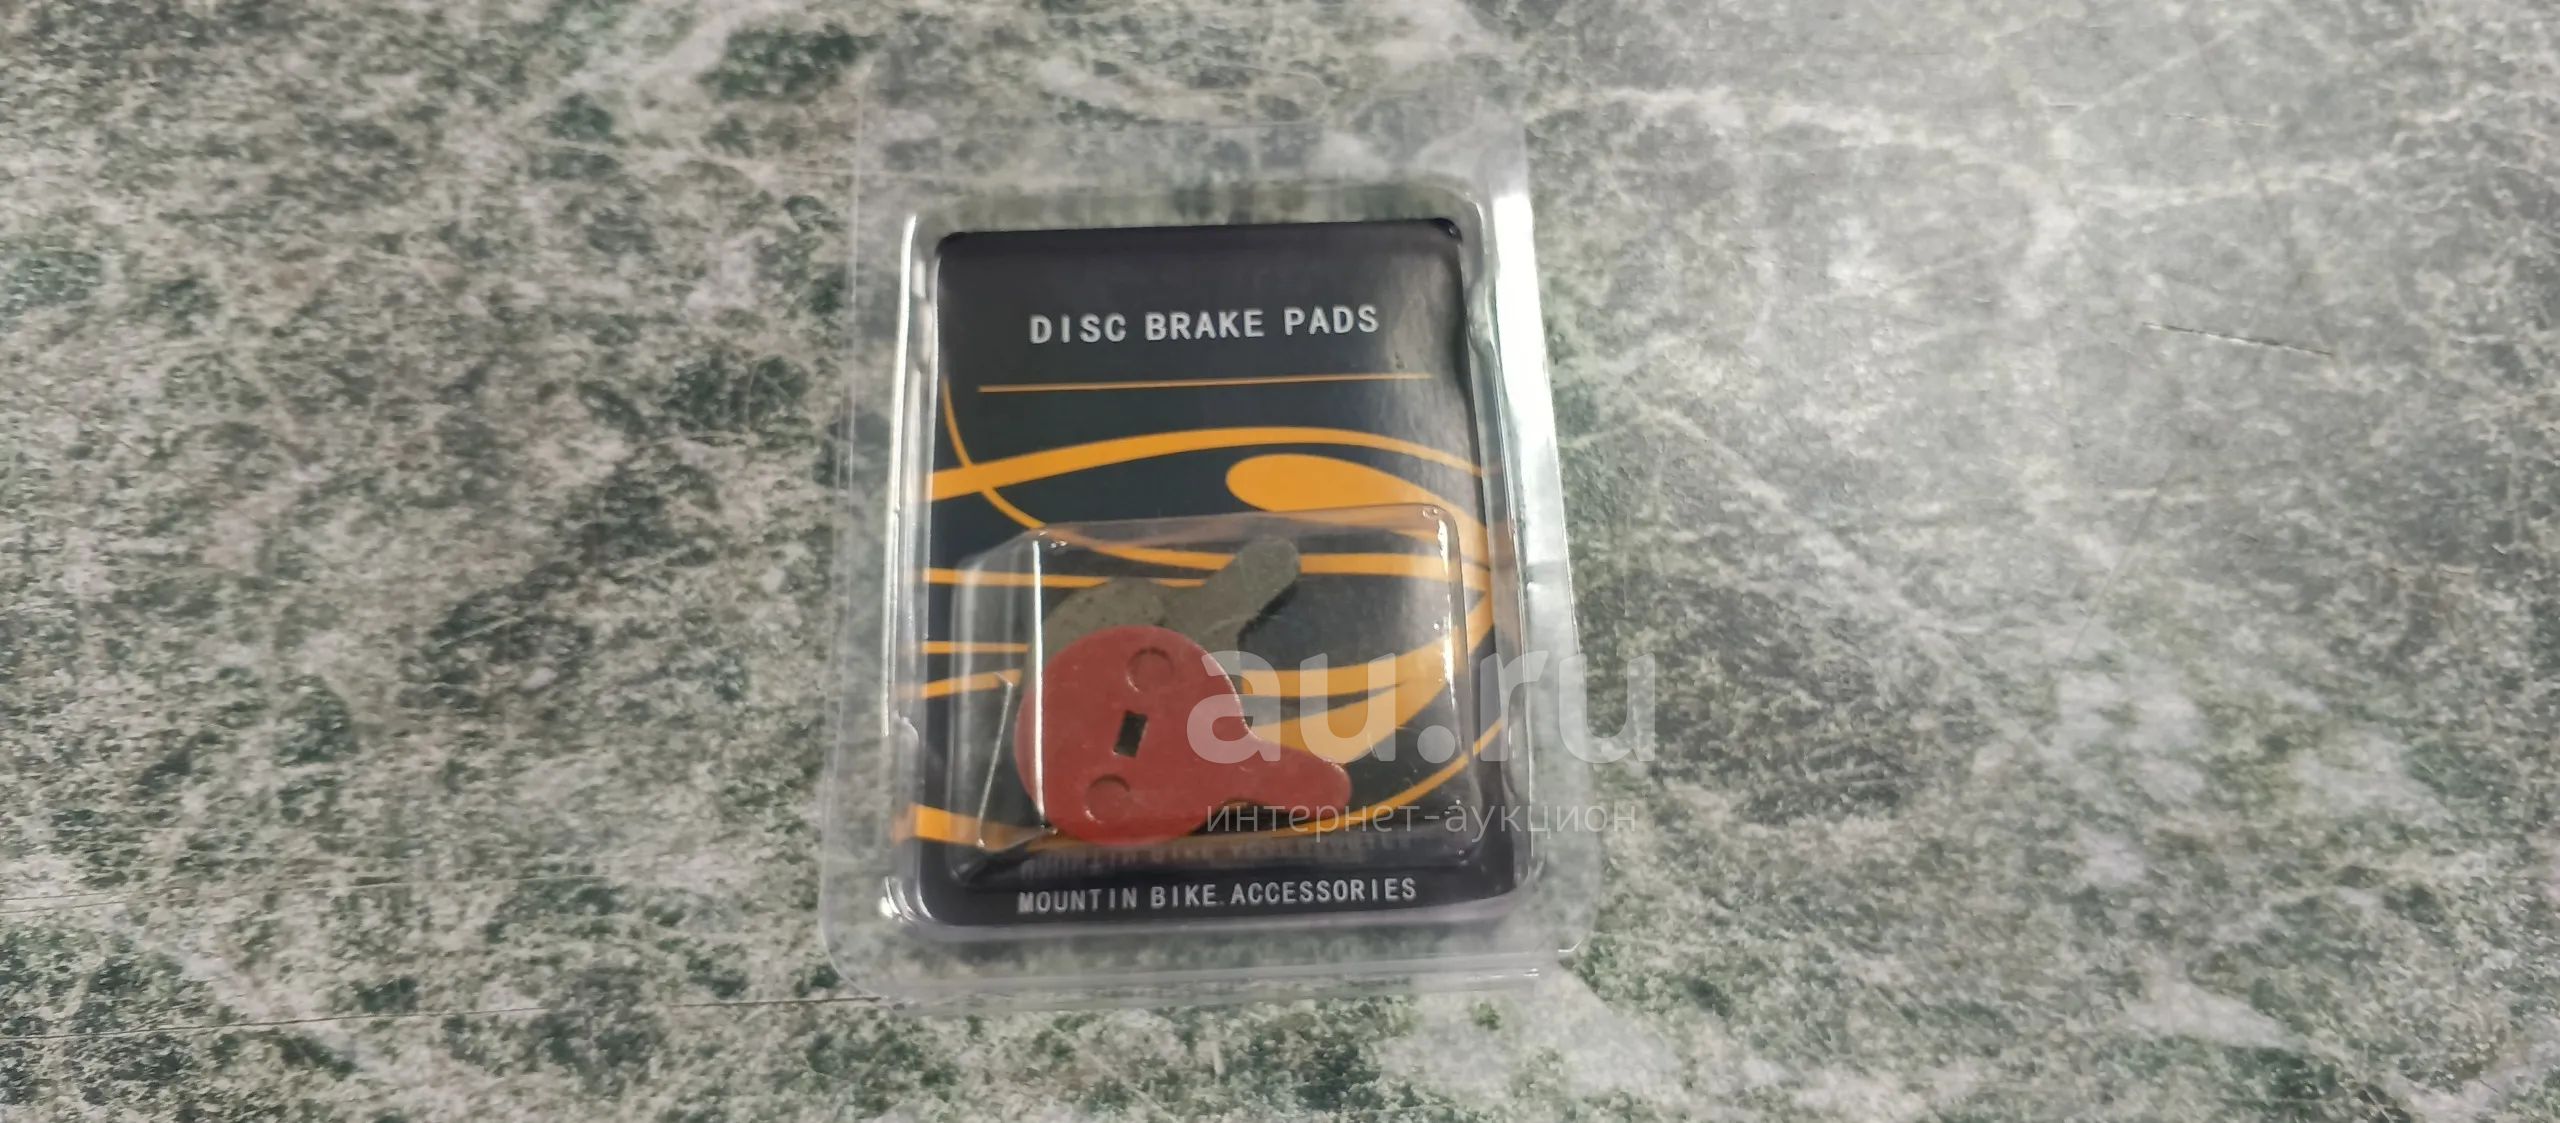 DISC BRAKE PADS
au.ru
интернет-аукцион
MOUNTIN BIKE ACCESSORIES